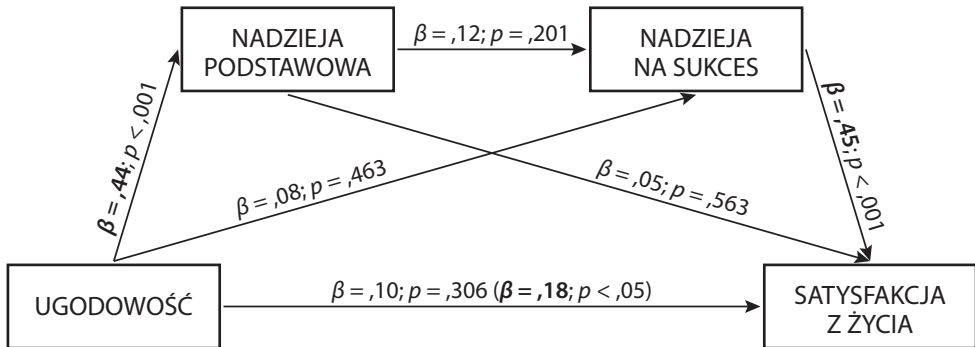 NADZIEJA
PODSTAWOWA
β = ,12; p = ,201
NADZIEJA
NA SUKCES
β = ,44; p < ,001
β = ,08; p = ,463
β = ,05; p = ,563
β = ,45; p < ,001
UGODOWOŚĆ
β = ,10; p = ,306 (β = ,18; p < ,05)
SATYSFAKCJA
Z ŻYCIA